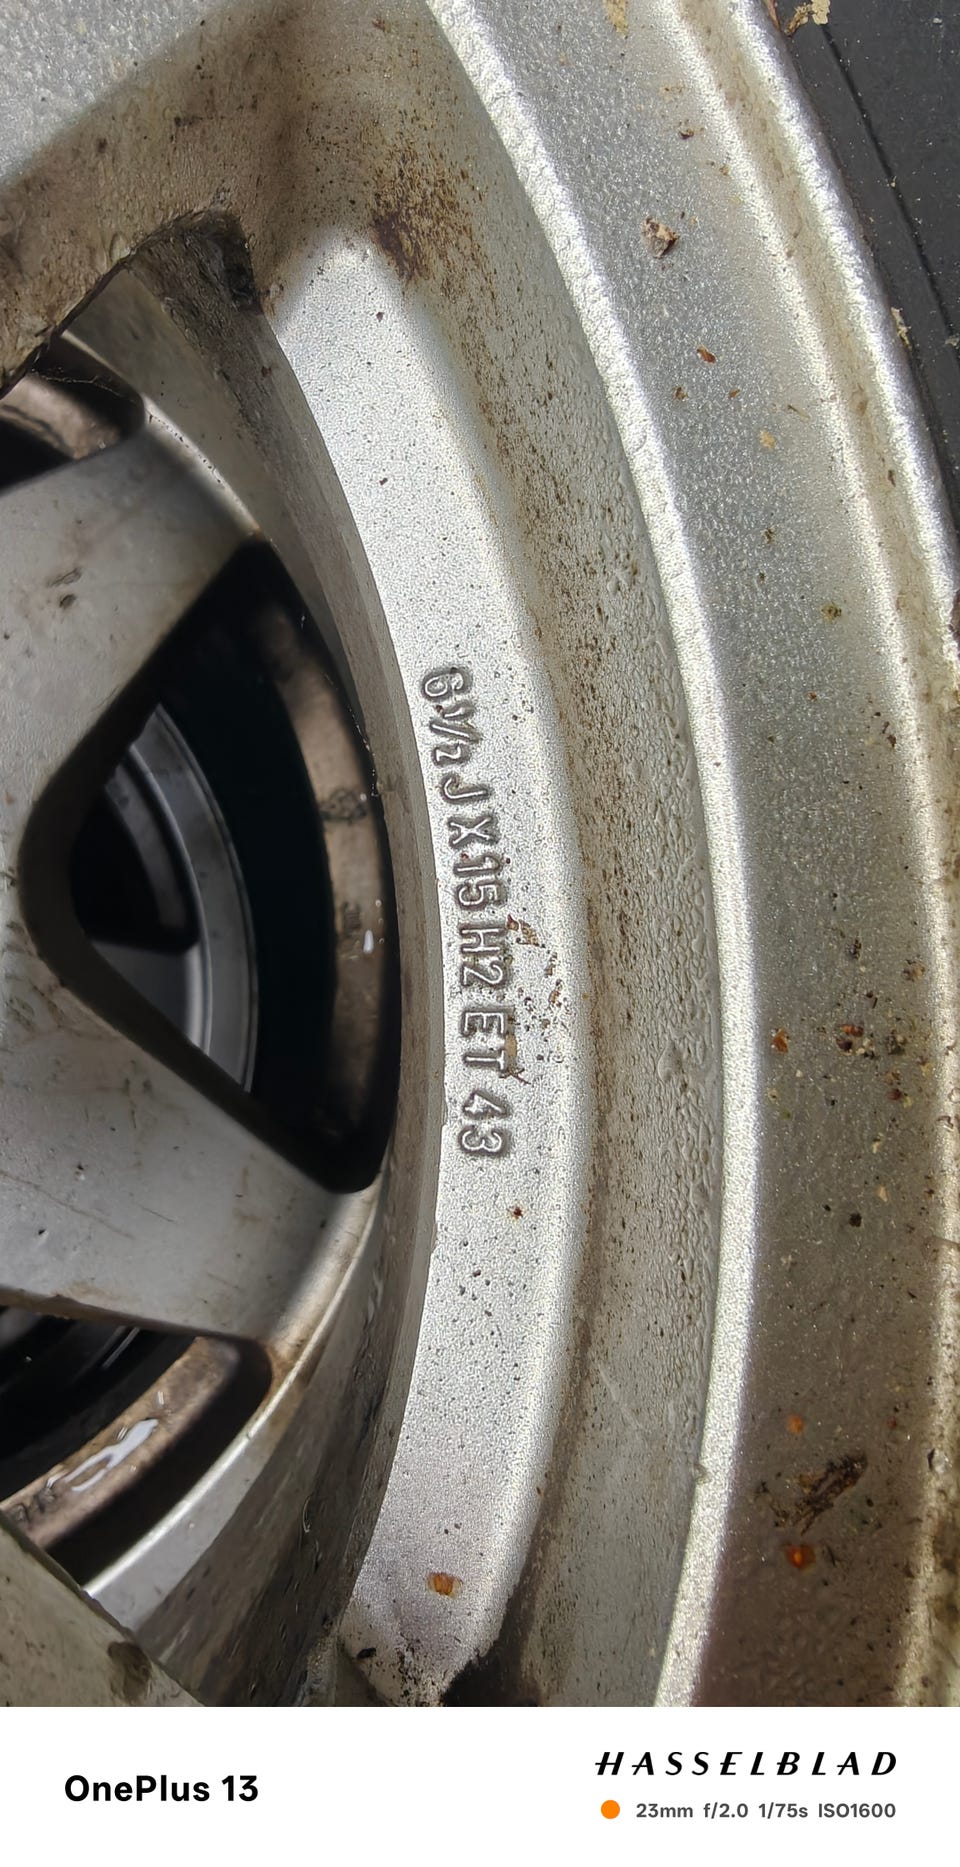 6½ J X 15 H2 ET 43
OnePlus 13
HASSELBLAD
23mm f/2.0 1/75s ISO1600